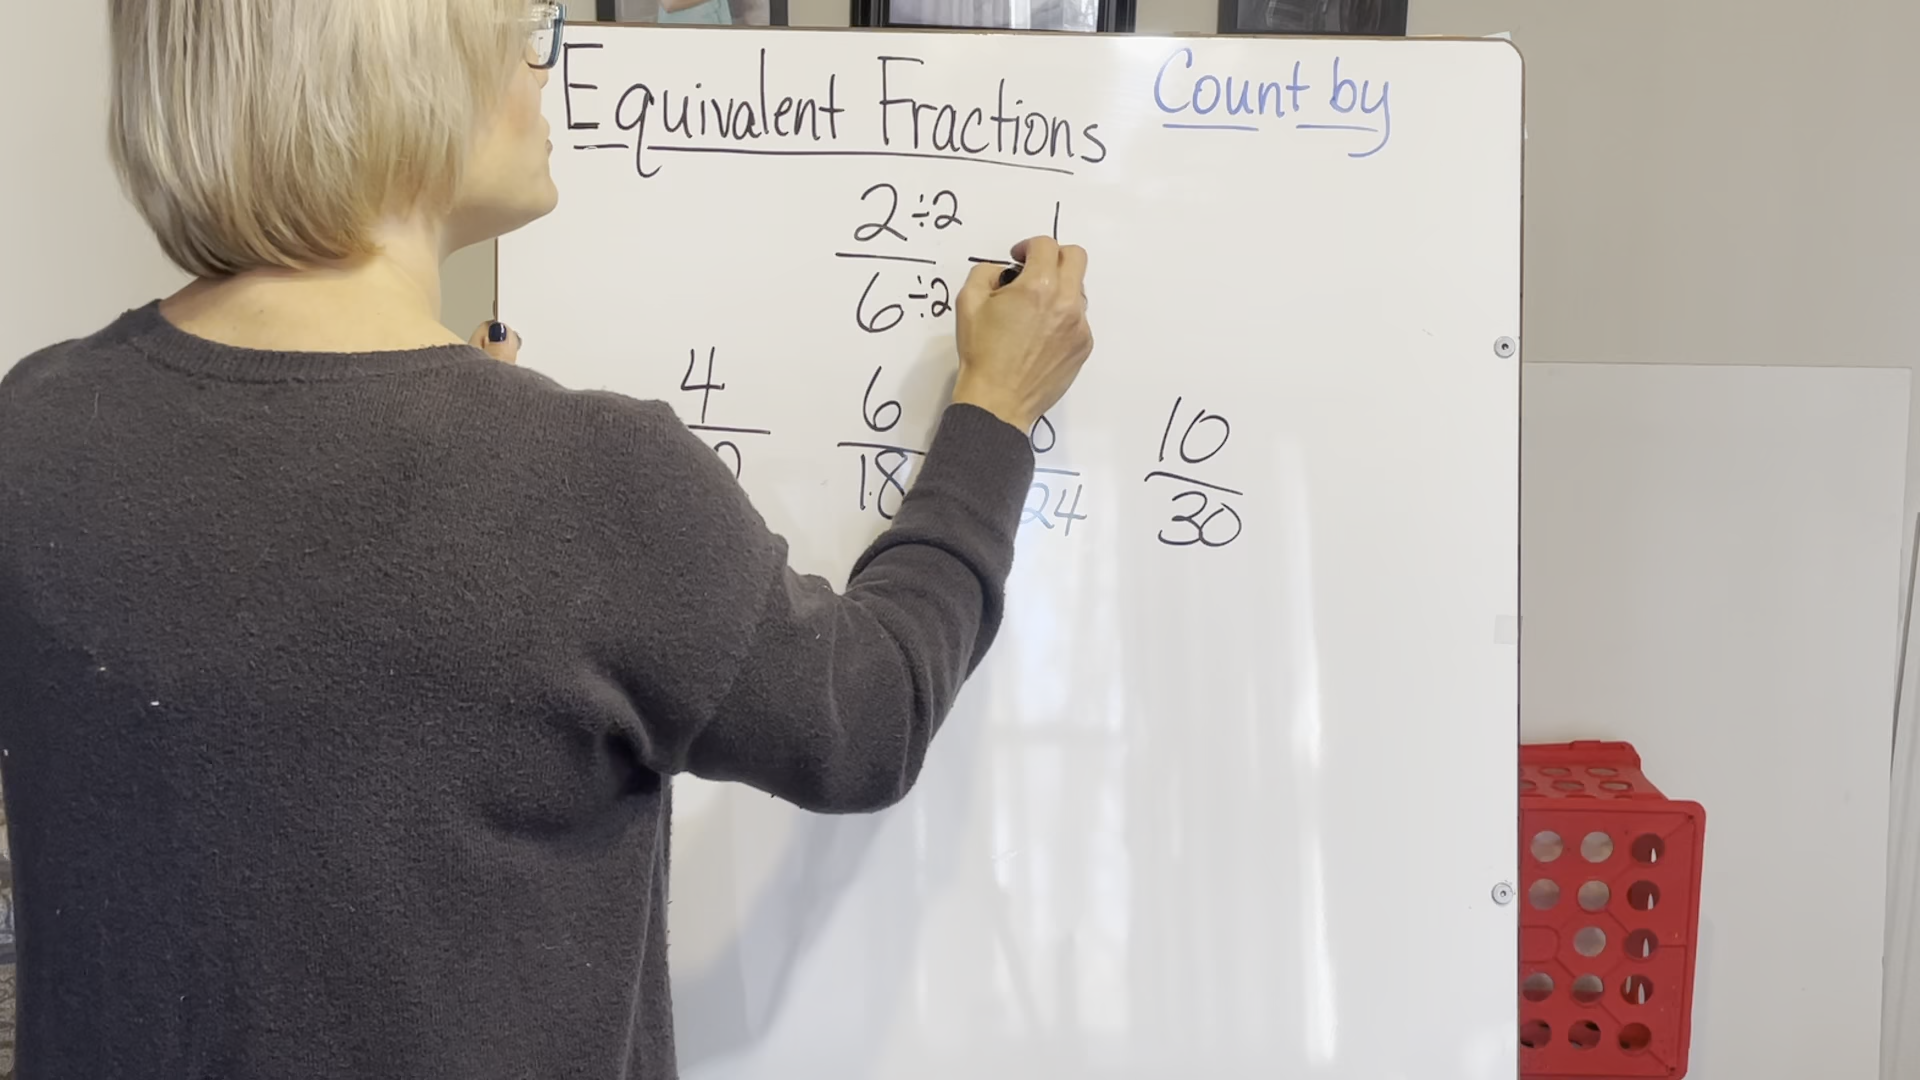 Equivalent Fractions
Count by
2 ÷2 1
6 ÷2
4 6 10
18 24 30